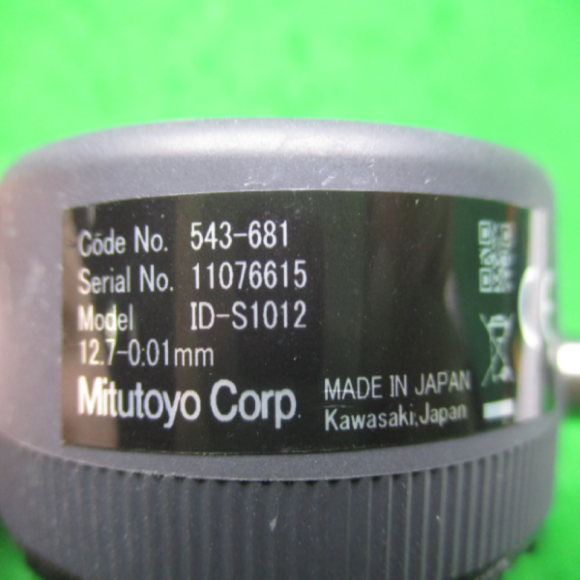 Code No. 543-681
Serial No. 11076615
Model ID-S1012
12.7-0.01mm
Mitutoyo Corp.
MADE IN JAPAN
Kawasaki,Japan
CE